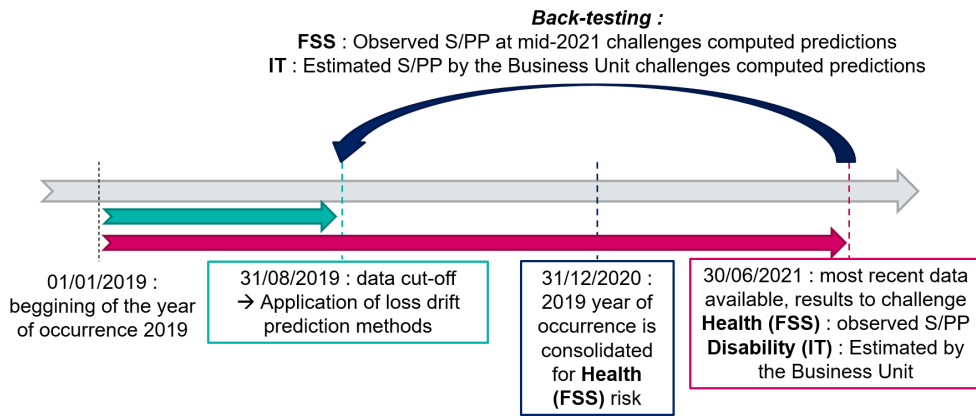 Back-testing :
FSS : Observed S/PP at mid-2021 challenges computed predictions
IT : Estimated S/PP by the Business Unit challenges computed predictions
01/01/2019 :
beggining of the year
of occurrence 2019
31/08/2019 : data cut-off
→ Application of loss drift
prediction methods
31/12/2020 :
2019 year of
occurrence is
consolidated
for Health
(FSS) risk
30/06/2021 : most recent data
available, results to challenge
Health (FSS) : observed S/PP
Disability (IT) : Estimated by
the Business Unit